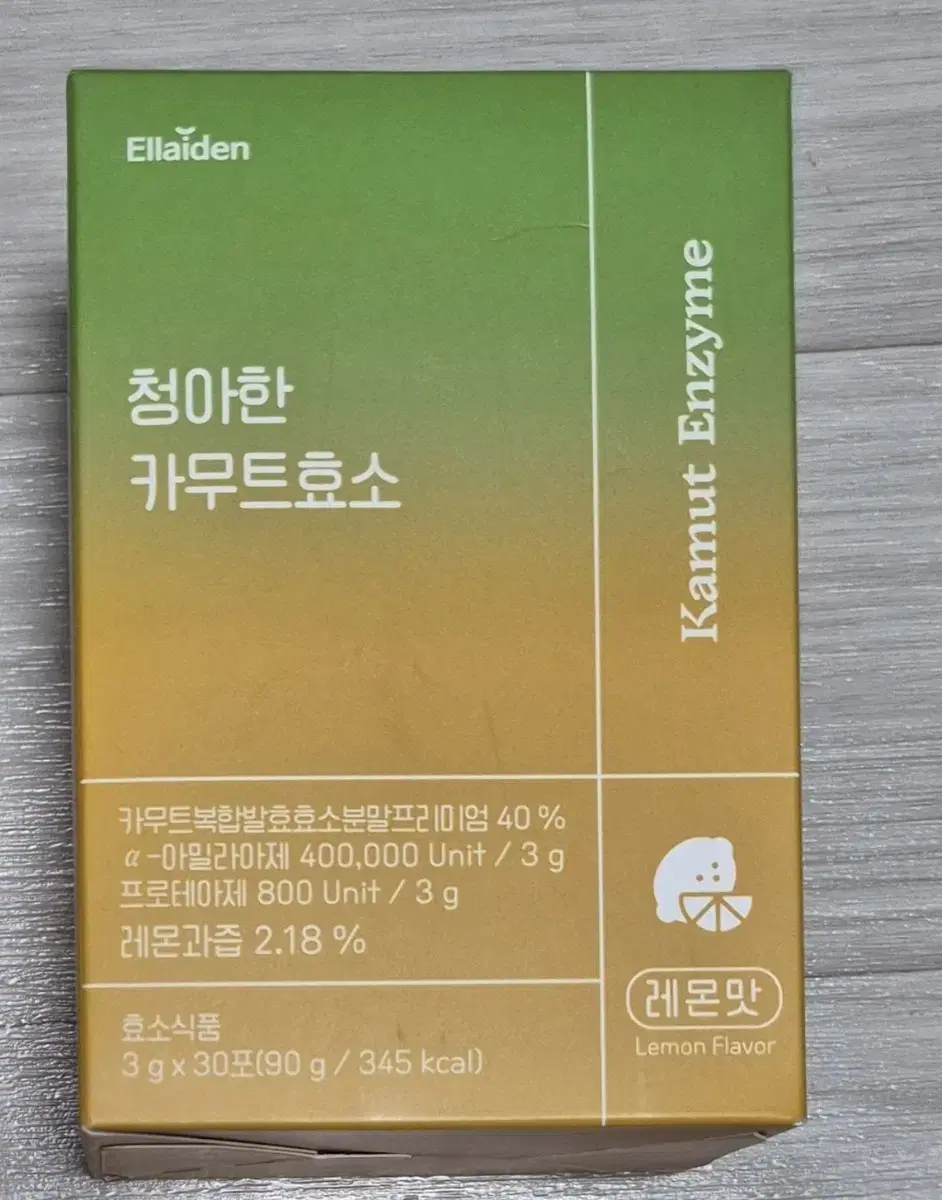 Ellaiden
청아한
카무트효소
Kamut Enzyme
카무트복합발효효소분말프리미엄 40 %
α-아밀라아제 400,000 Unit / 3 g
프로테아제 800 Unit / 3 g
레몬과즙 2.18 %
효소식품
3 g x 30포(90 g / 345 kcal)
레몬맛
Lemon Flavor